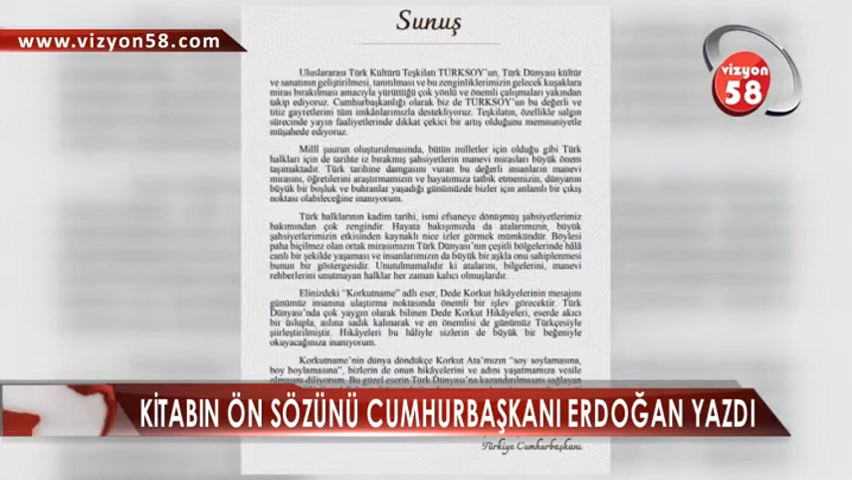 Sunuş
www.vizyon58.com
vizyon
58
Uluslararası Türk Kültürü Teşkilatı TÜRKSOY'un, Türk Dünyası kültür
ve sanatının geliştirilmesi, tanıtılması ve bu zenginliklerimizin gelecek kuşaklara
miras bırakılması amacıyla yürüttüğü çok yönlü ve önemli çalışmaları yakından
takip ediyoruz. Cumhurbaşkanlığı olarak biz de TÜRKSOY'un bu değerli ve
titiz gayretlerini tüm imkânlarımızla destekliyoruz. Teşkilatın, özellikle salgın
sürecinde yayın faaliyetlerinde dikkat çekici bir artış olduğunu memnuniyetle
müşahede ediyoruz.
Millî şuurun oluşturulmasında, bütün milletler için olduğu gibi Türk
halkları için de tarihte iz bırakmış şahsiyetlerin manevi mirasları büyük önem
taşımaktadır. Türk tarihine damgasını vuran bu değerli insanların manevi
mirasını, öğretilerini araştırmamızın ve hayatımıza tatbik etmemizin, dünyanın
büyük bir boşluk ve buhranlar yaşadığı günümüzde bizler için anlamlı bir çıkış
noktası olabileceğine inanıyorum.
Türk halklarının kadim tarihi, ismi efsaneye dönüşmüş şahsiyetlerimiz
bakımından çok zengindir. Hayata bakışımızda da atalarımızın, büyük
şahsiyetlerimizin etkisinden kaynaklı nice izler görmek mümkündür. Böylesi
paha biçilmez olan ortak mirasımızın Türk Dünyası'nın çeşitli bölgelerinde hâlâ
canlı bir şekilde yaşaması ve insanlarımızın da büyük bir aşkla onu sahiplenmesi
bunun bir göstergesidir. Unutulmamalıdır ki atalarını, bilgelerini, manevi
rehberlerini unutmayan halklar her zaman kalıcı olmuşlardır.
Elinizdeki “Korkutname” adlı eser, Dede Korkut hikâyelerinin mesajını
günümüz insanına ulaştırma noktasında önemli bir işlev görecektir. Türk
Dünyası'nda çok yaygın olarak bilinen Dede Korkut Hikâyeleri, eserde akıcı
bir üslupla, aslına sadık kalınarak ve en önemlisi de günümüz Türkçesiyle
şiirleştirilmiştir. Hikâyeleri bu hâliyle sizlerin de büyük bir beğeniyle
okuyacağınıza inanıyorum.
Korkutname'nin dünya döndükçe Korkut Ata'mızın “soy soylamasına,
boy boylamasına”, bizlerin de onun hikâyelerini ve adını yaşatmamıza vesile
olmasını diliyorum. Bu güzel eserin Türk Dünyası'na kazandırılmasını sağlayan
KİTABIN ÖN SÖZÜNÜ CUMHURBAŞKANI ERDOĞAN YAZDI
Türkiye Cumhurbaşkanı